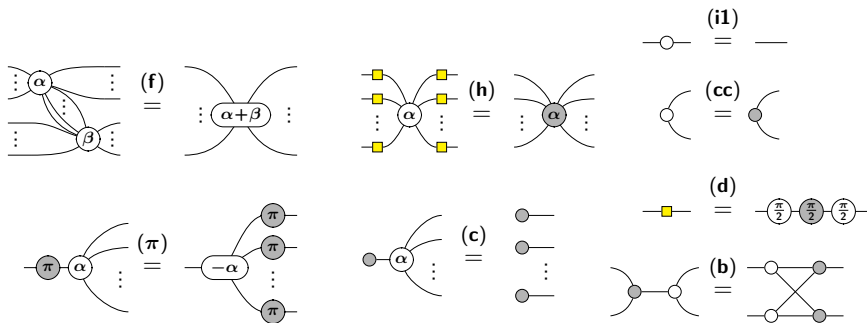 (i1)
=
α ⋮ ⋮ ⋮ β ⋮ ⋮ (f) = ⋮ α+β ⋮
⋮ α ⋮ (h) = ⋮ α ⋮
(cc)
=
(d)
= π/2 π/2 π/2
π α ⋮ (π) = -α π π ⋮ π
α ⋮ (c) = ⋮
(b)
=